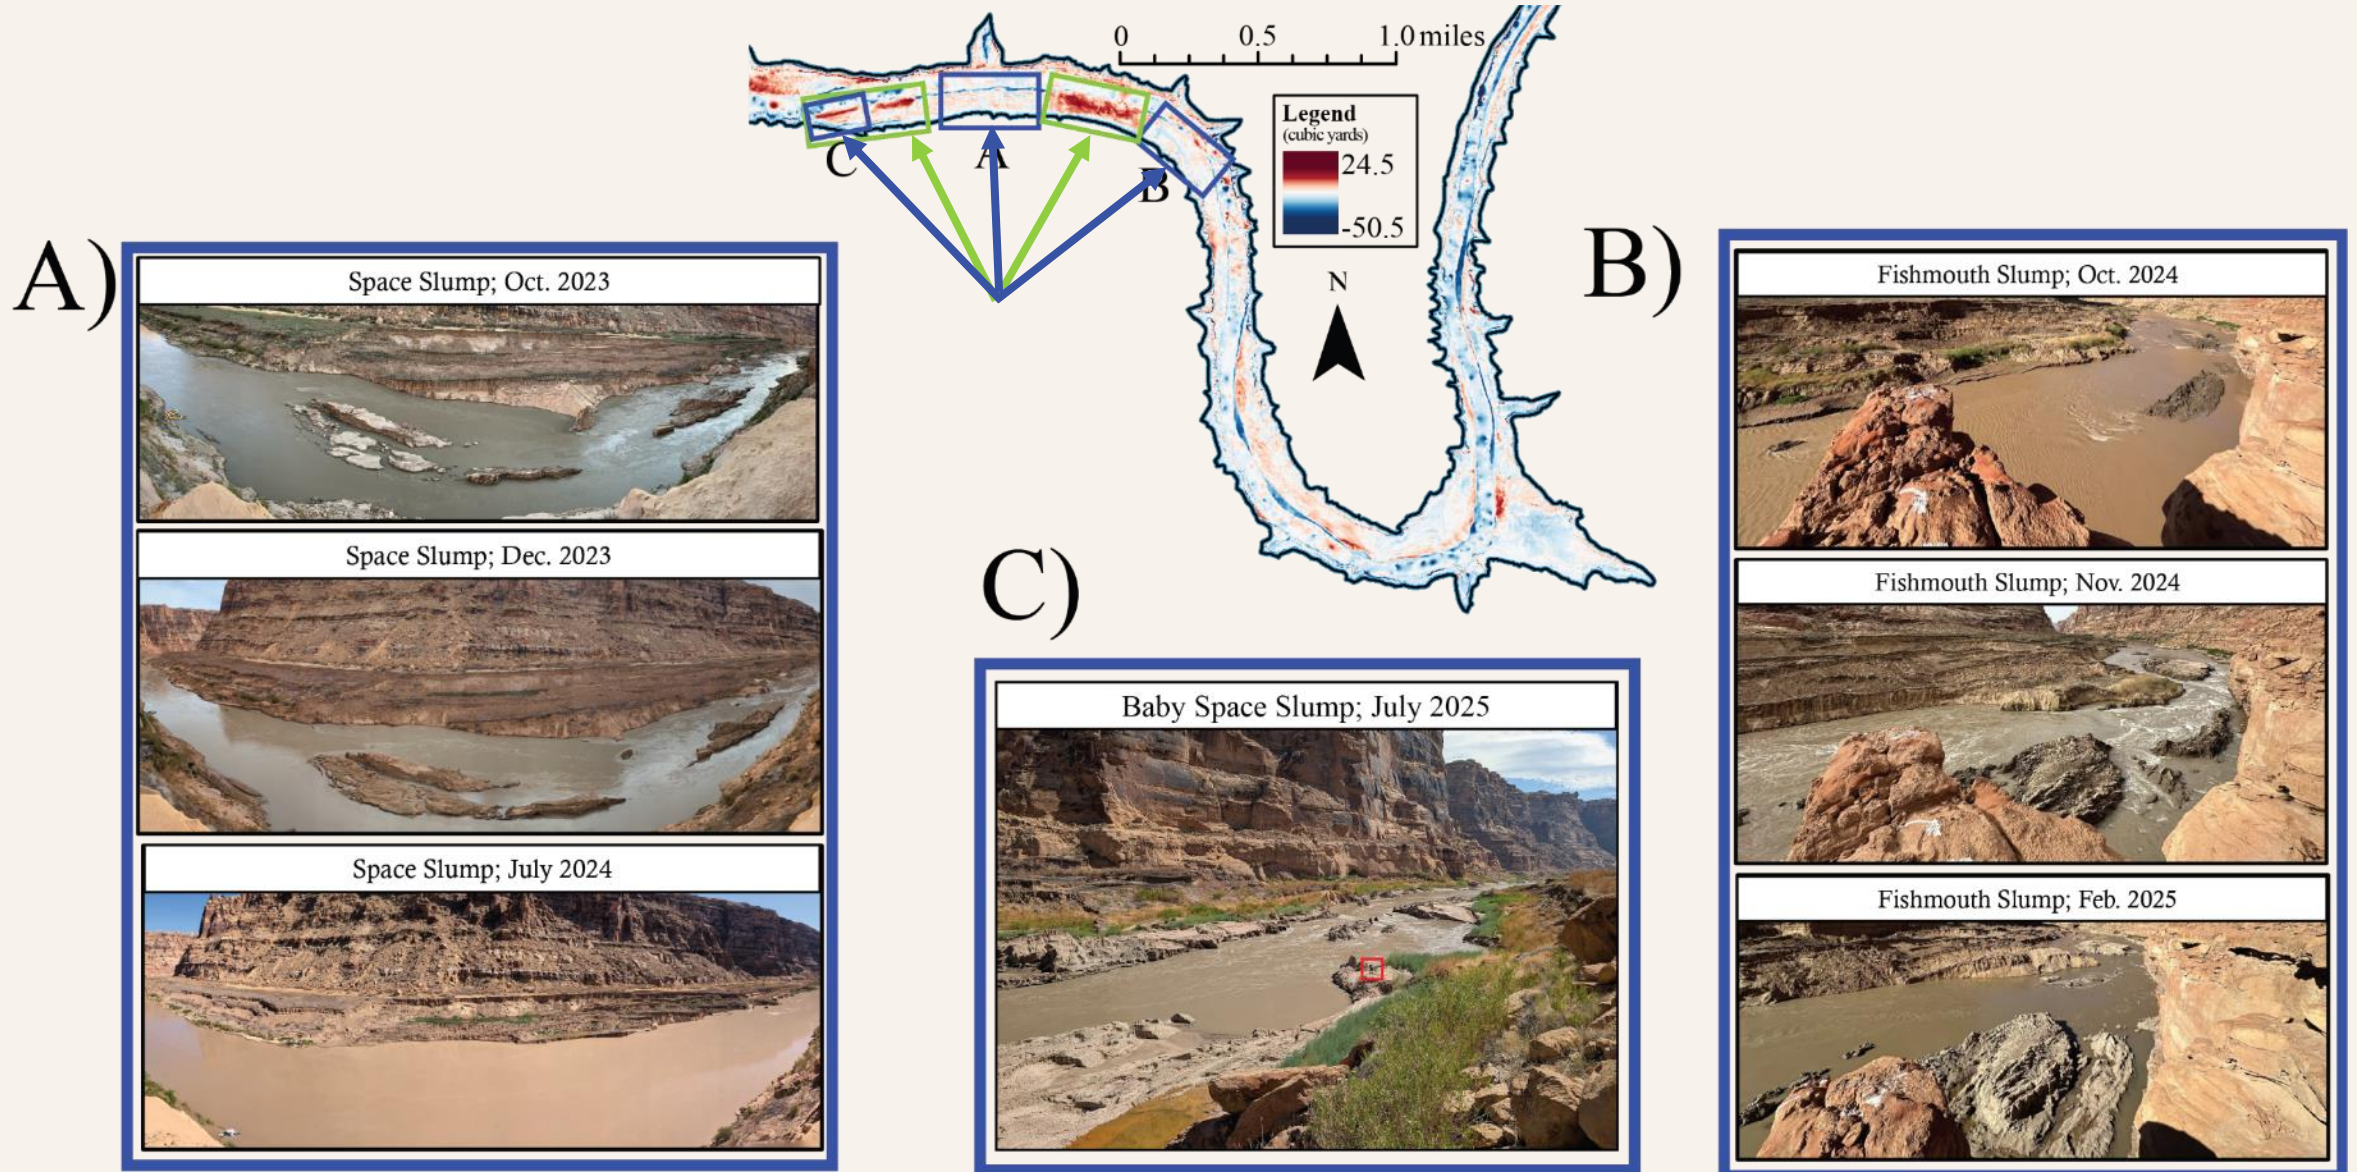 0 0.5 1.0 miles
Legend
(cubic yards)
24.5
-50.5
N
C
A
B
A)
Space Slump; Oct. 2023
Space Slump; Dec. 2023
Space Slump; July 2024
B)
Fishmouth Slump; Oct. 2024
Fishmouth Slump; Nov. 2024
Fishmouth Slump; Feb. 2025
C)
Baby Space Slump; July 2025